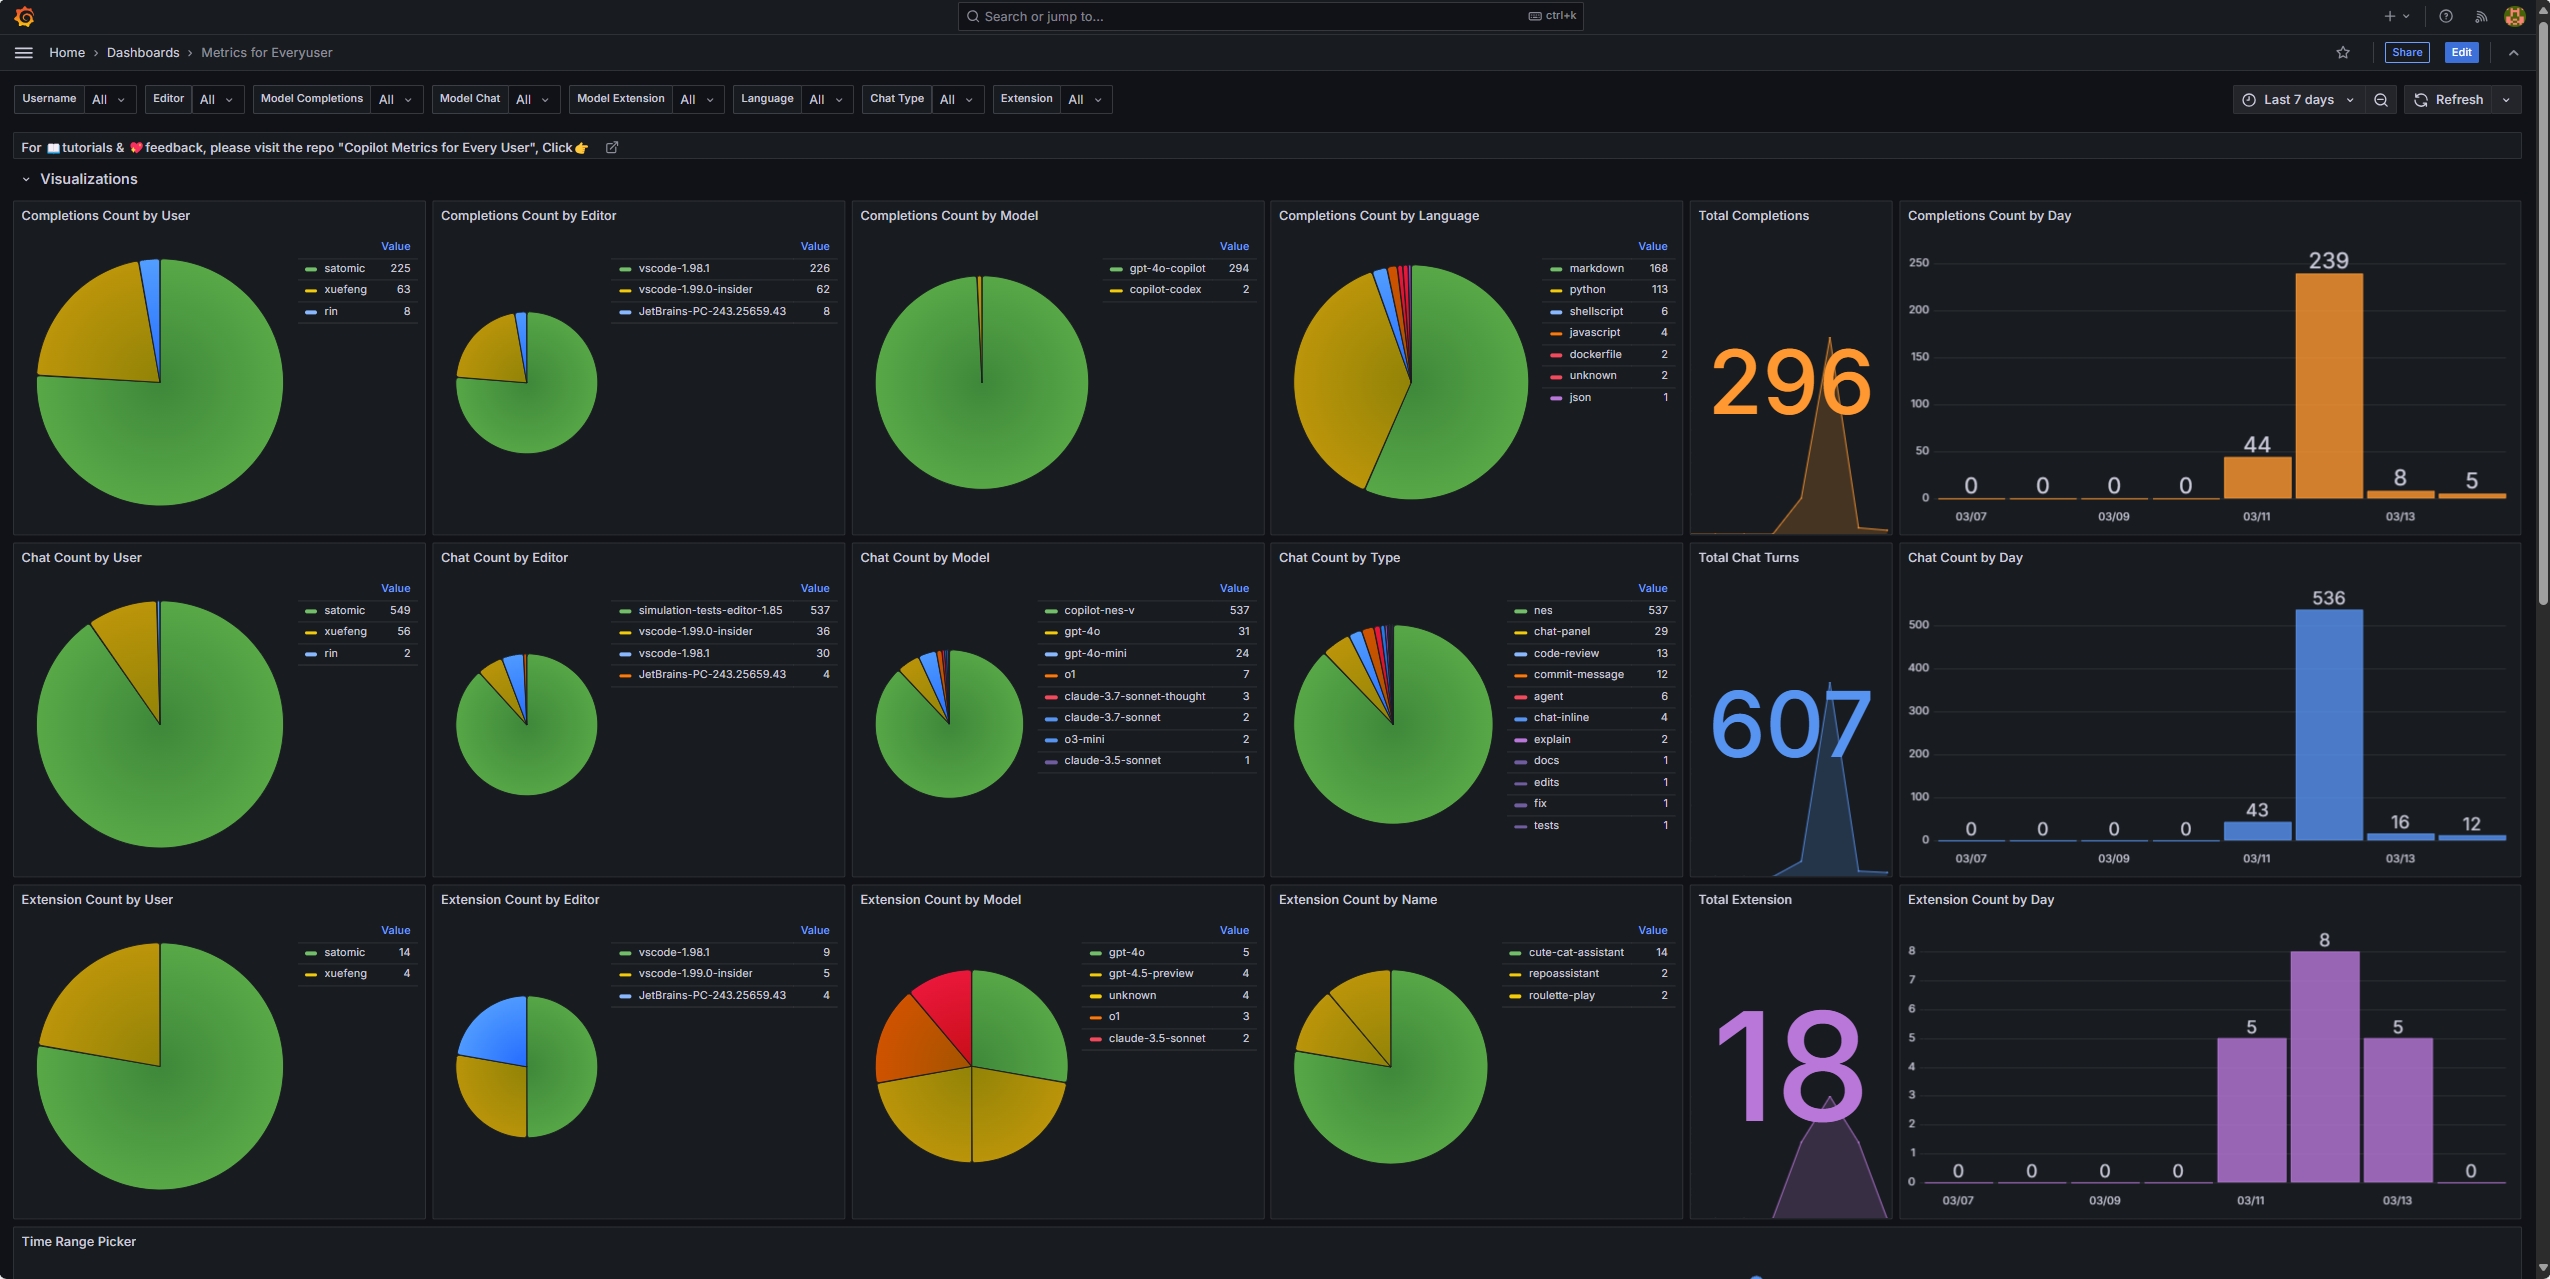 Search or jump to...
ctrl+k
Home › Dashboards › Metrics for Everyuser
Share
Edit
Username All
Editor All
Model Completions All
Model Chat All
Model Extension All
Language All
Chat Type All
Extension All
Last 7 days
Refresh
For 📖tutorials & 💖feedback, please visit the repo "Copilot Metrics for Every User", Click👉
Visualizations
Completions Count by User
Value
satomic 225
xuefeng 63
rin 8
Completions Count by Editor
Value
vscode-1.98.1 226
vscode-1.99.0-insider 62
JetBrains-PC-243.25659.43 8
Completions Count by Model
Value
gpt-4o-copilot 294
copilot-codex 2
Completions Count by Language
Value
markdown 168
python 113
shellscript 6
javascript 4
dockerfile 2
unknown 2
json 1
Total Completions
296
Completions Count by Day
250
200
150
100
50
0
0 0 0 0 44 239 8 5
03/07 03/09 03/11 03/13
Chat Count by User
Value
satomic 549
xuefeng 56
rin 2
Chat Count by Editor
Value
simulation-tests-editor-1.85 537
vscode-1.99.0-insider 36
vscode-1.98.1 30
JetBrains-PC-243.25659.43 4
Chat Count by Model
Value
copilot-nes-v 537
gpt-4o 31
gpt-4o-mini 24
o1 7
claude-3.7-sonnet-thought 3
claude-3.7-sonnet 2
o3-mini 2
claude-3.5-sonnet 1
Chat Count by Type
Value
nes 537
chat-panel 29
code-review 13
commit-message 12
agent 6
chat-inline 4
explain 2
docs 1
edits 1
fix 1
tests 1
Total Chat Turns
607
Chat Count by Day
500
400
300
200
100
0
0 0 0 0 43 536 16 12
03/07 03/09 03/11 03/13
Extension Count by User
Value
satomic 14
xuefeng 4
Extension Count by Editor
Value
vscode-1.98.1 9
vscode-1.99.0-insider 5
JetBrains-PC-243.25659.43 4
Extension Count by Model
Value
gpt-4o 5
gpt-4.5-preview 4
unknown 4
o1 3
claude-3.5-sonnet 2
Extension Count by Name
Value
cute-cat-assistant 14
repoassistant 2
roulette-play 2
Total Extension
18
Extension Count by Day
8
7
6
5
4
3
2
1
0
0 0 0 0 5 8 5 0
03/07 03/09 03/11 03/13
Time Range Picker